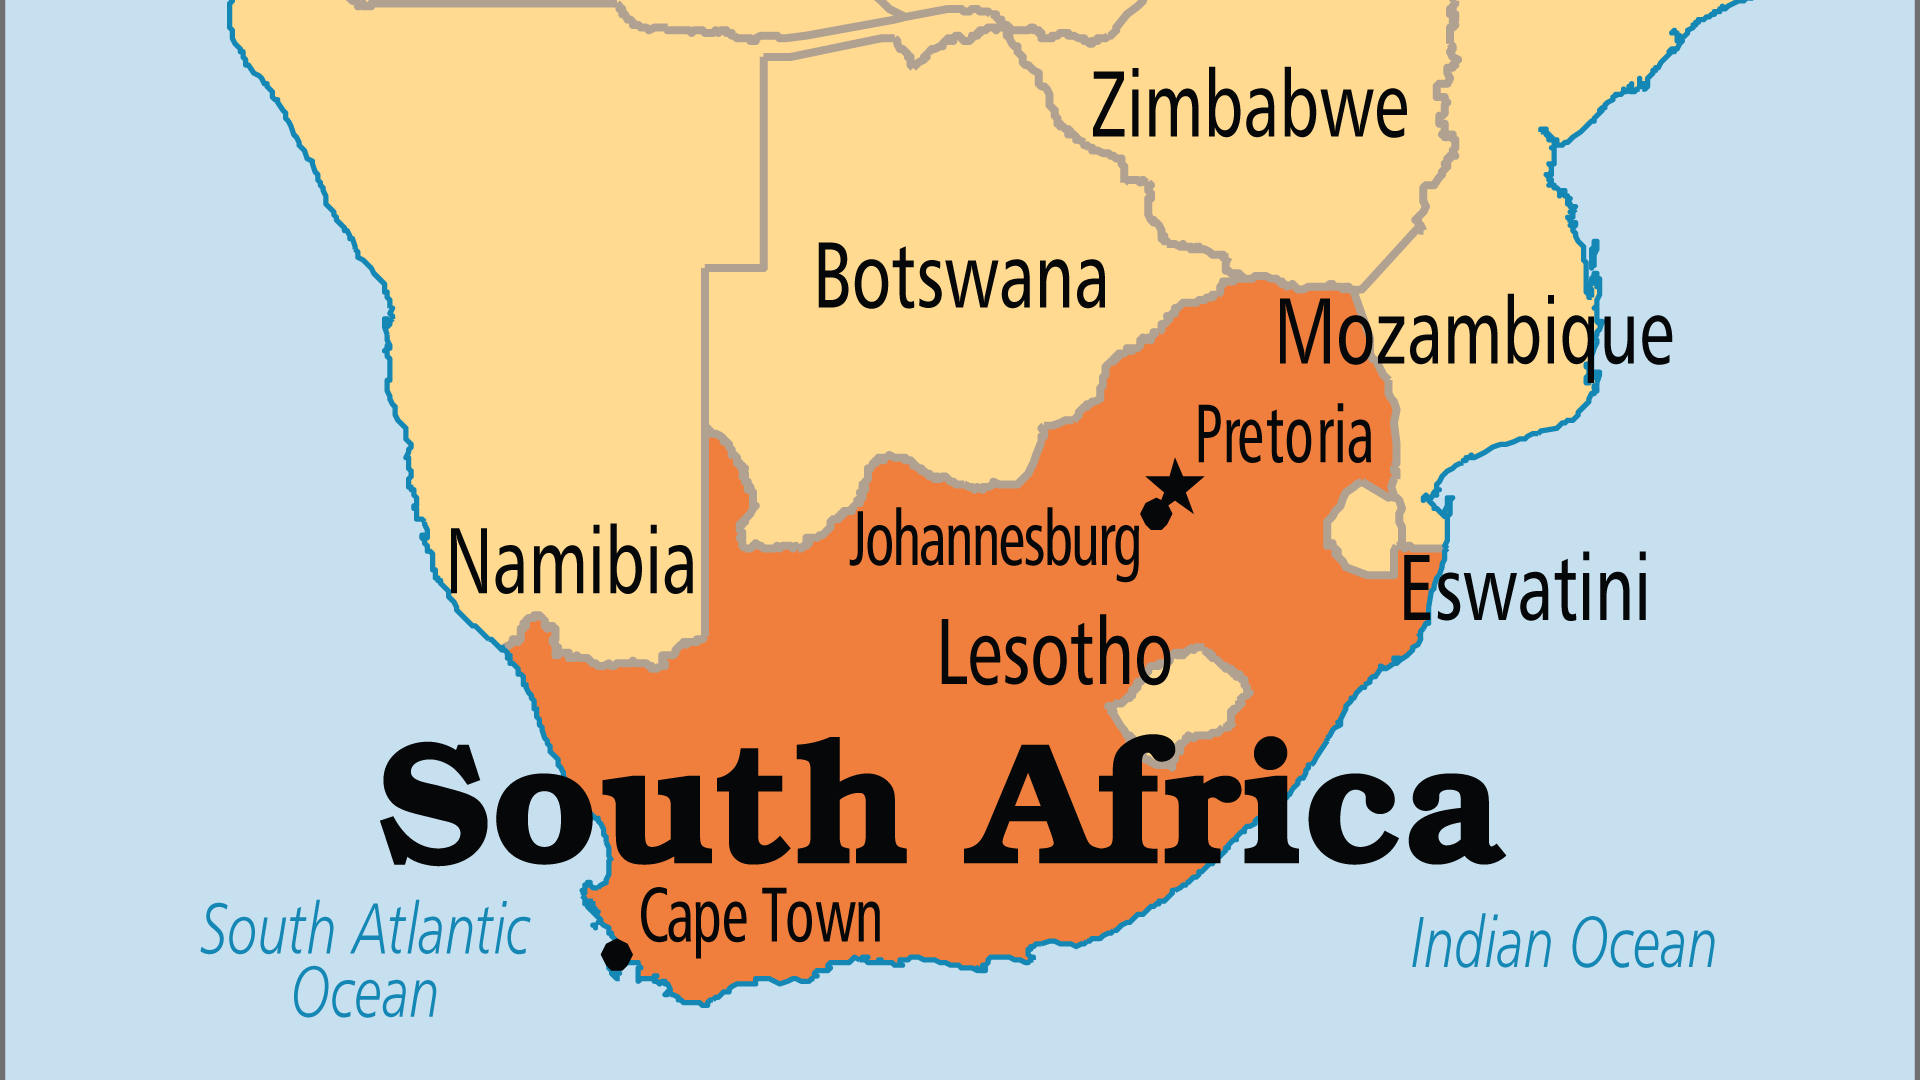 Zimbabwe
Botswana
Mozambique
Pretoria
Johannesburg
Namibia
Eswatini
Lesotho
South Africa
Cape Town
South Atlantic
Ocean
Indian Ocean